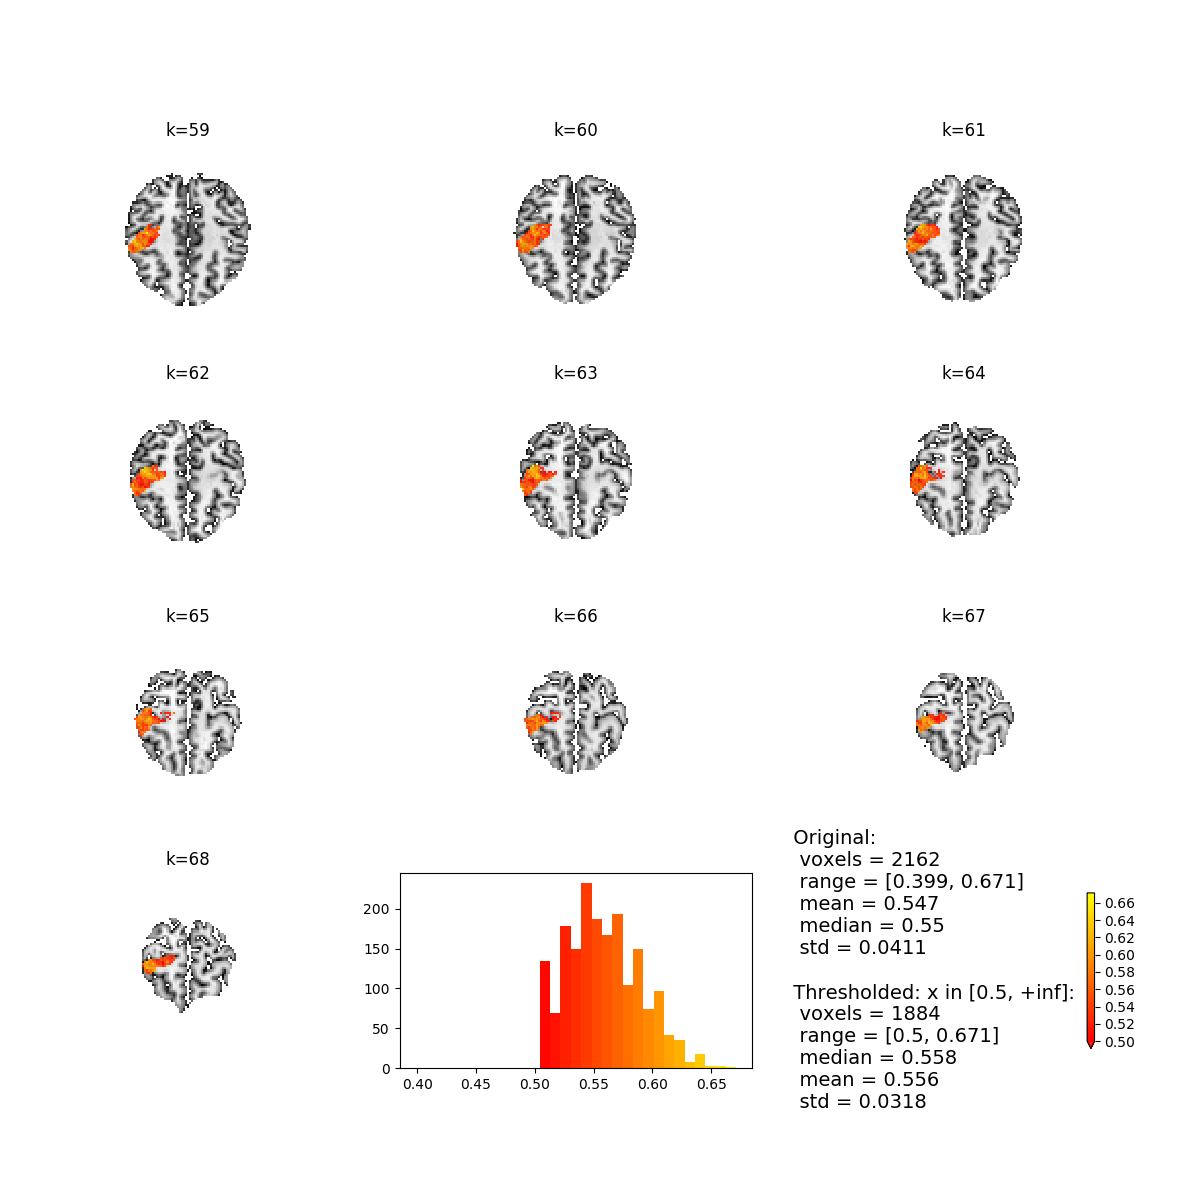 k=59
k=60
k=61
k=62
k=63
k=64
k=65
k=66
k=67
k=68
200
150
100
50
0
0.40 0.45 0.50 0.55 0.60 0.65
Original:
voxels = 2162
range = [0.399, 0.671]
mean = 0.547
median = 0.55
std = 0.0411
Thresholded: x in [0.5, +inf]:
voxels = 1884
range = [0.5, 0.671]
median = 0.558
mean = 0.556
std = 0.0318
0.66
0.64
0.62
0.60
0.58
0.56
0.54
0.52
0.50